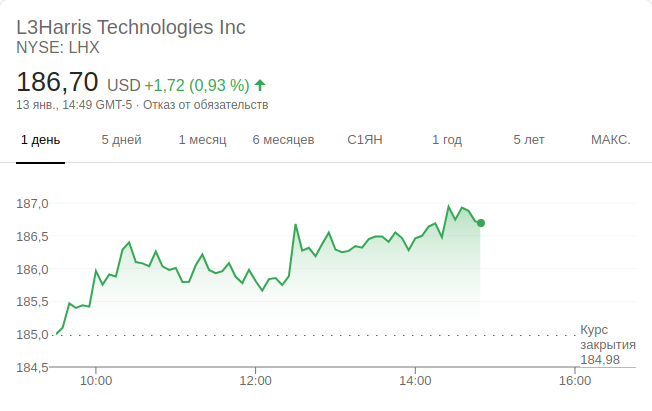 L3Harris Technologies Inc
NYSE: LHX
186,70 USD +1,72 (0,93 %)
13 янв., 14:49 GMT-5 · Отказ от обязательств
1 день 5 дней 1 месяц 6 месяцев С1ЯН 1 год 5 лет МАКС.
187,0
186,5
186,0
185,5
185,0
184,5
Курс
закрытия
184,98
10:00 12:00 14:00 16:00